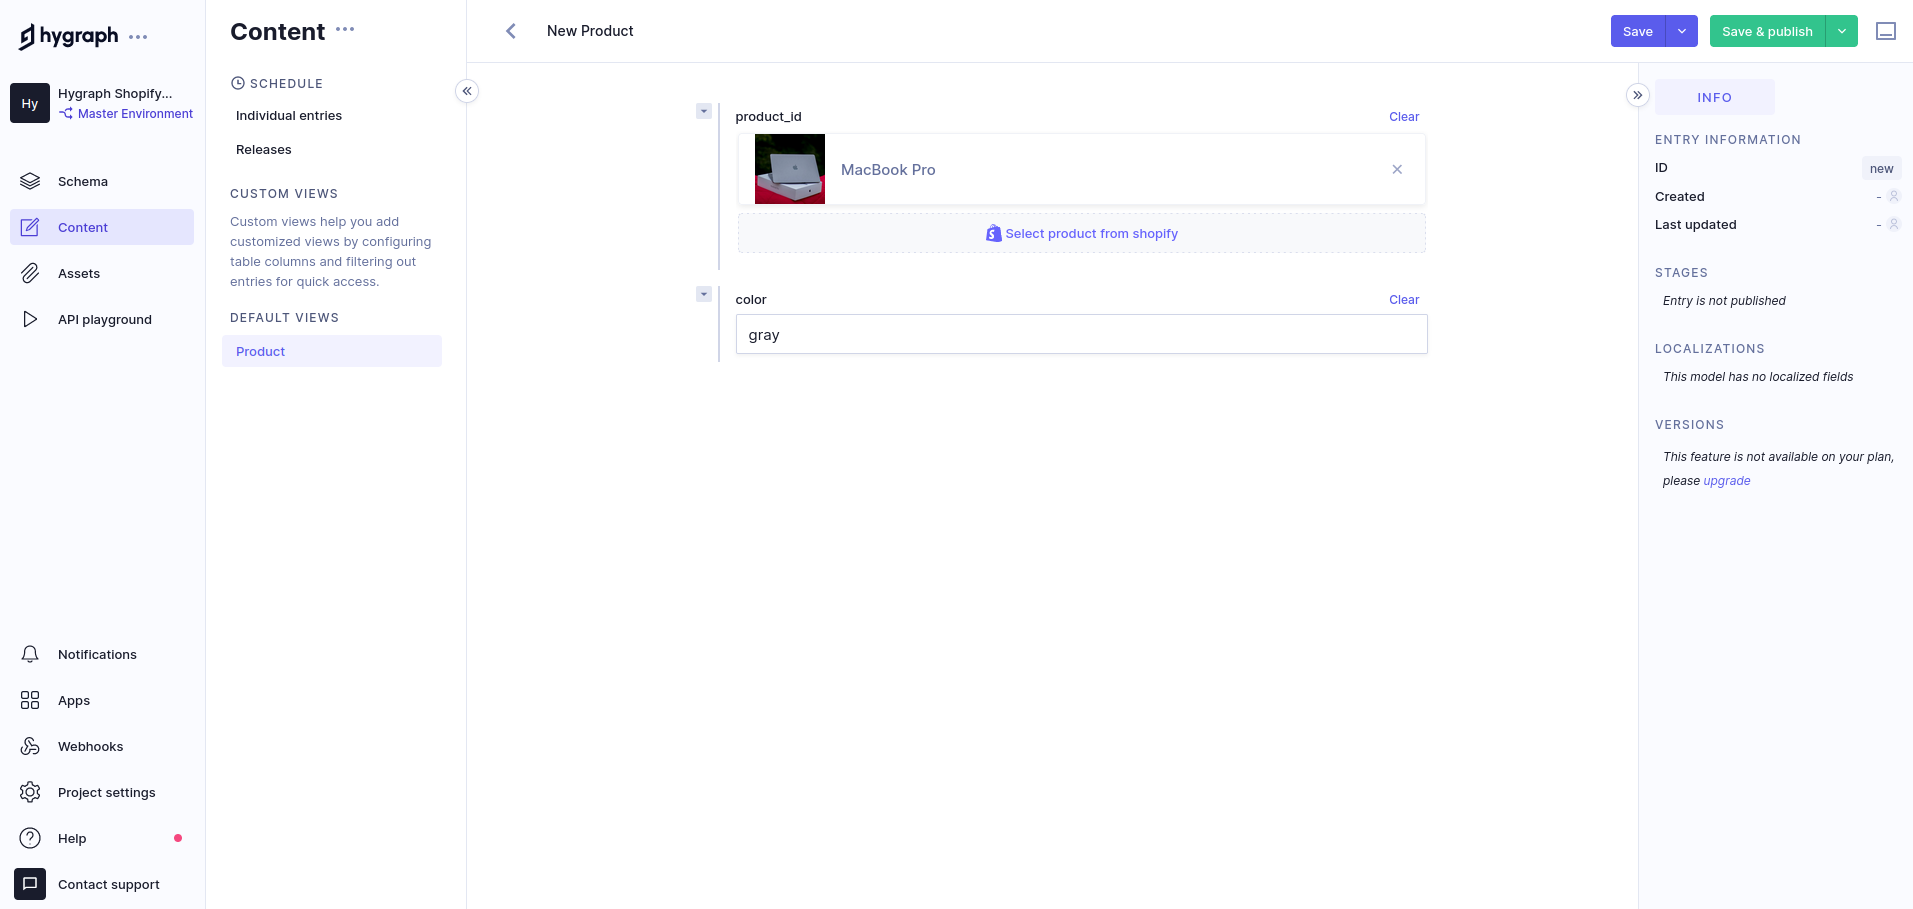 hygraph
Hy
Hygraph Shopify...
Master Environment
Schema
Content
Assets
API playground
Notifications
Apps
Webhooks
Project settings
Help
Contact support
Content
SCHEDULE
Individual entries
Releases
CUSTOM VIEWS
Custom views help you add
customized views by configuring
table columns and filtering out
entries for quick access.
DEFAULT VIEWS
Product
New Product
Save
Save & publish
product_id
Clear
MacBook Pro
Select product from shopify
color
Clear
gray
INFO
ENTRY INFORMATION
ID
new
Created
-
Last updated
-
STAGES
Entry is not published
LOCALIZATIONS
This model has no localized fields
VERSIONS
This feature is not available on your plan,
please upgrade